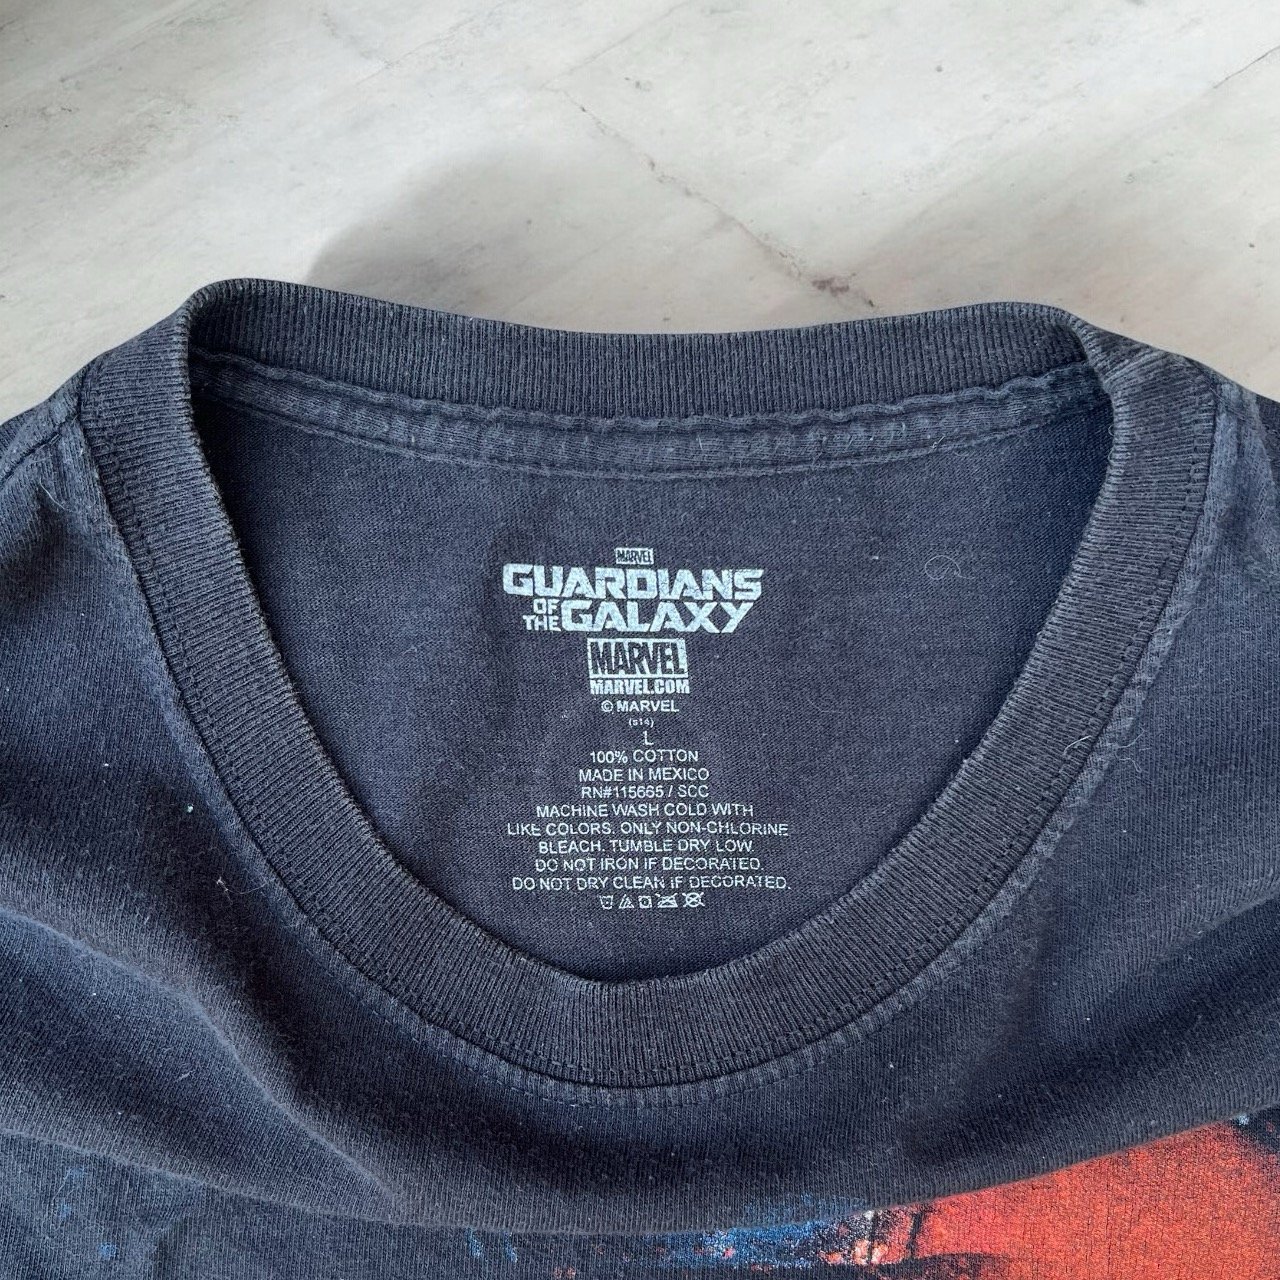 MARVEL
GUARDIANS
OF THE GALAXY
MARVEL
MARVEL.COM
© MARVEL
(s14)
L
100% COTTON
MADE IN MEXICO
RN#115665 / SCC
MACHINE WASH COLD WITH
LIKE COLORS. ONLY NON-CHLORINE
BLEACH. TUMBLE DRY LOW.
DO NOT IRON IF DECORATED.
DO NOT DRY CLEAN IF DECORATED.